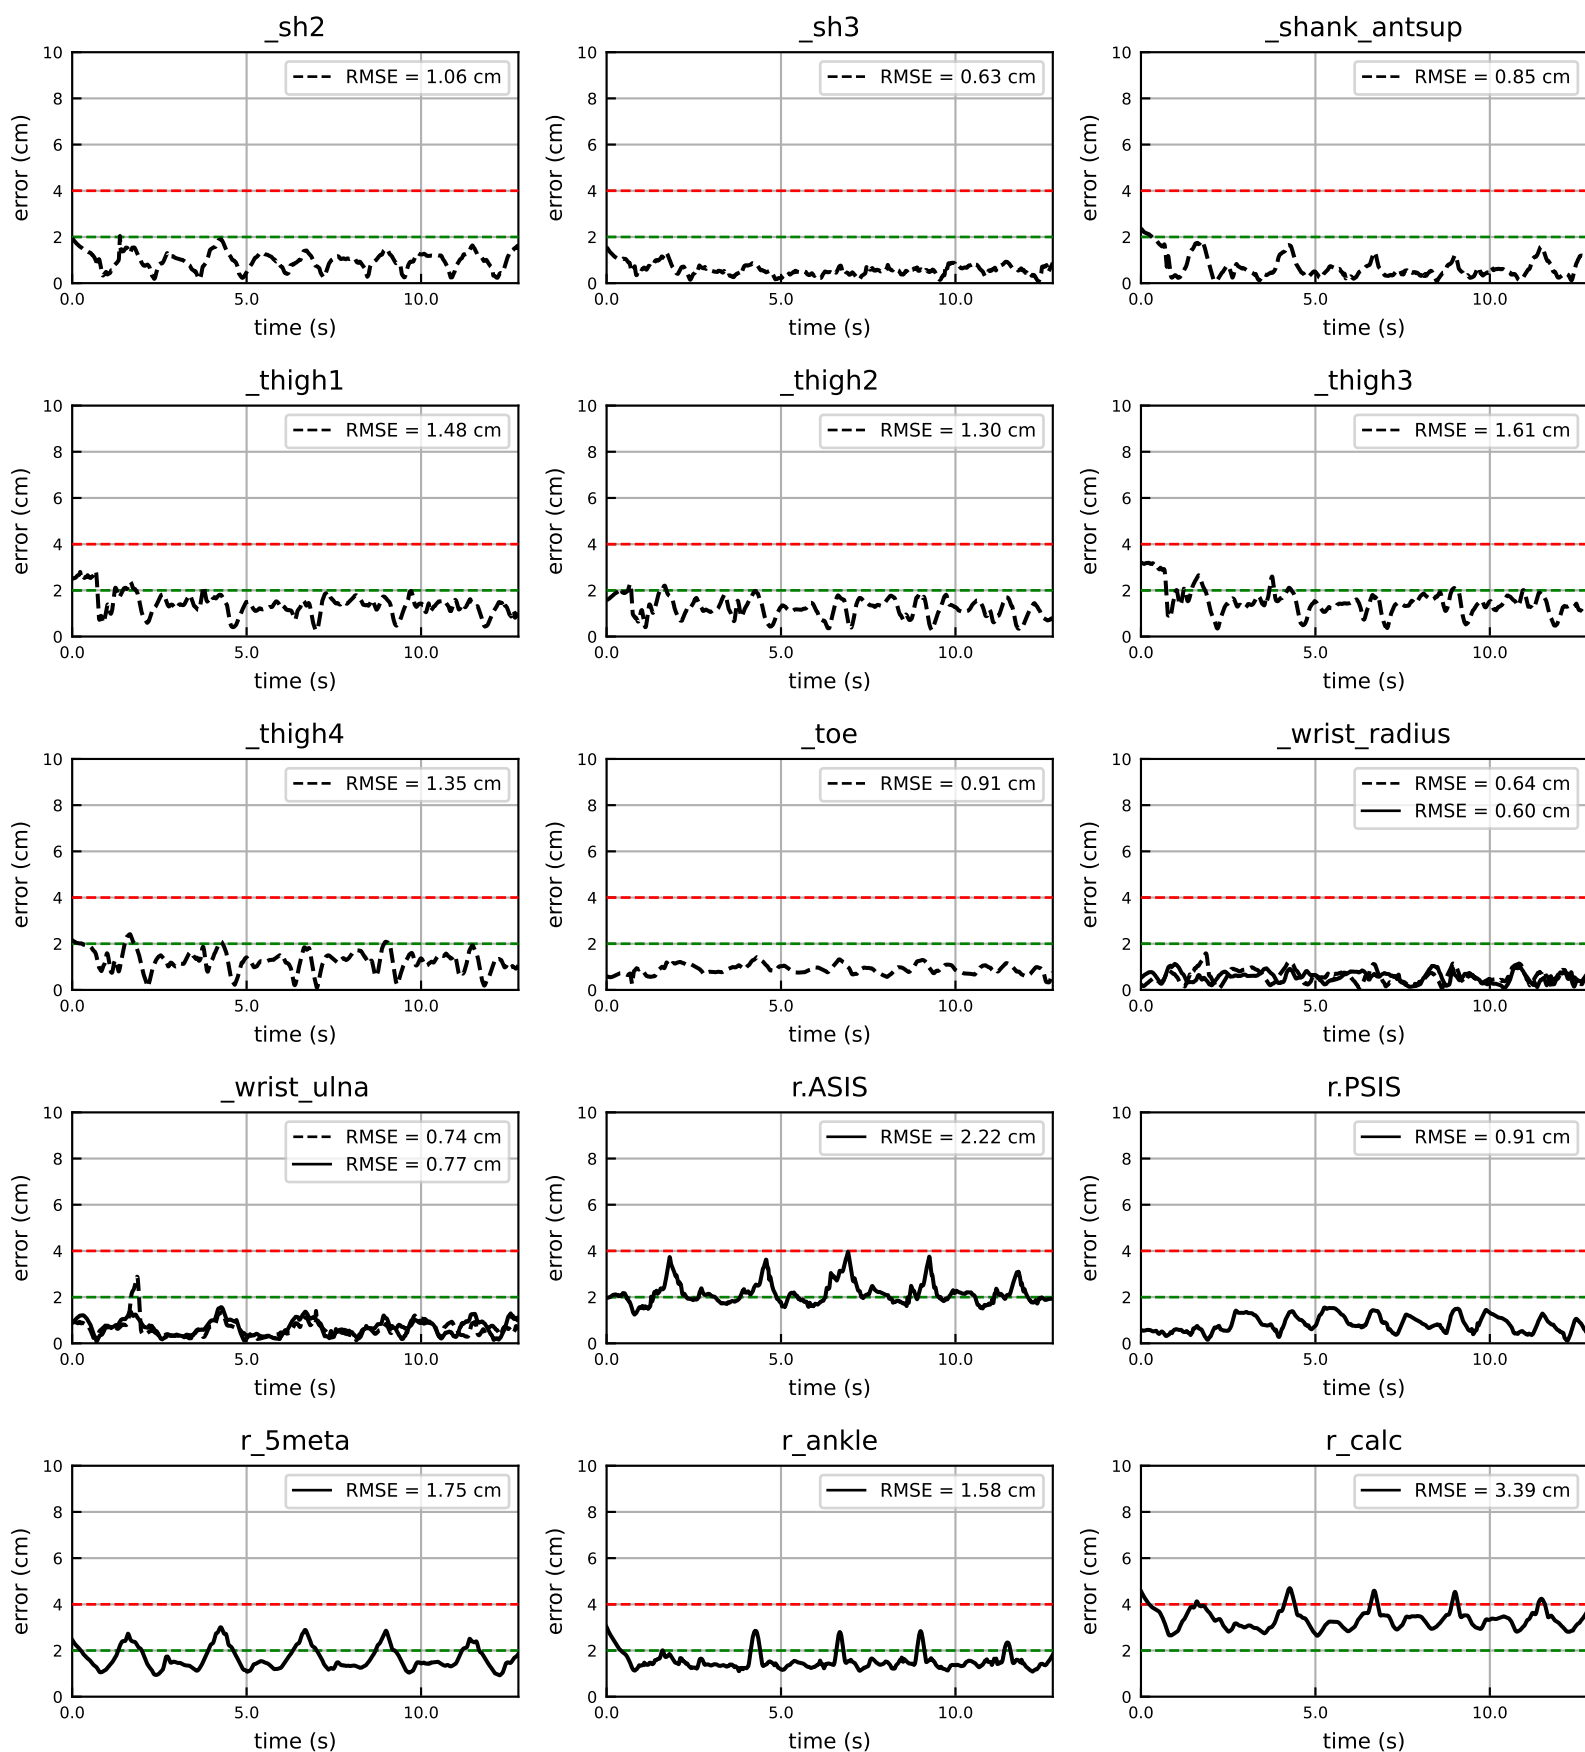 _sh2
_sh3
_shank_antsup
RMSE = 1.06 cm
RMSE = 0.63 cm
RMSE = 0.85 cm
error (cm)
10
8
6
4
2
0
0.0
5.0
10.0
time (s)
error (cm)
10
8
6
4
2
0
0.0
5.0
10.0
time (s)
error (cm)
10
8
6
4
2
0
0.0
5.0
10.0
time (s)
_thigh1
_thigh2
_thigh3
RMSE = 1.48 cm
RMSE = 1.30 cm
RMSE = 1.61 cm
error (cm)
10
8
6
4
2
0
0.0
5.0
10.0
time (s)
error (cm)
10
8
6
4
2
0
0.0
5.0
10.0
time (s)
error (cm)
10
8
6
4
2
0
0.0
5.0
10.0
time (s)
_thigh4
_toe
_wrist_radius
RMSE = 1.35 cm
RMSE = 0.91 cm
RMSE = 0.64 cm
RMSE = 0.60 cm
error (cm)
10
8
6
4
2
0
0.0
5.0
10.0
time (s)
error (cm)
10
8
6
4
2
0
0.0
5.0
10.0
time (s)
error (cm)
10
8
6
4
2
0
0.0
5.0
10.0
time (s)
_wrist_ulna
r.ASIS
r.PSIS
RMSE = 0.74 cm
RMSE = 0.77 cm
RMSE = 2.22 cm
RMSE = 0.91 cm
error (cm)
10
8
6
4
2
0
0.0
5.0
10.0
time (s)
error (cm)
10
8
6
4
2
0
0.0
5.0
10.0
time (s)
error (cm)
10
8
6
4
2
0
0.0
5.0
10.0
time (s)
r_5meta
r_ankle
r_calc
RMSE = 1.75 cm
RMSE = 1.58 cm
RMSE = 3.39 cm
error (cm)
10
8
6
4
2
0
0.0
5.0
10.0
time (s)
error (cm)
10
8
6
4
2
0
0.0
5.0
10.0
time (s)
error (cm)
10
8
6
4
2
0
0.0
5.0
10.0
time (s)